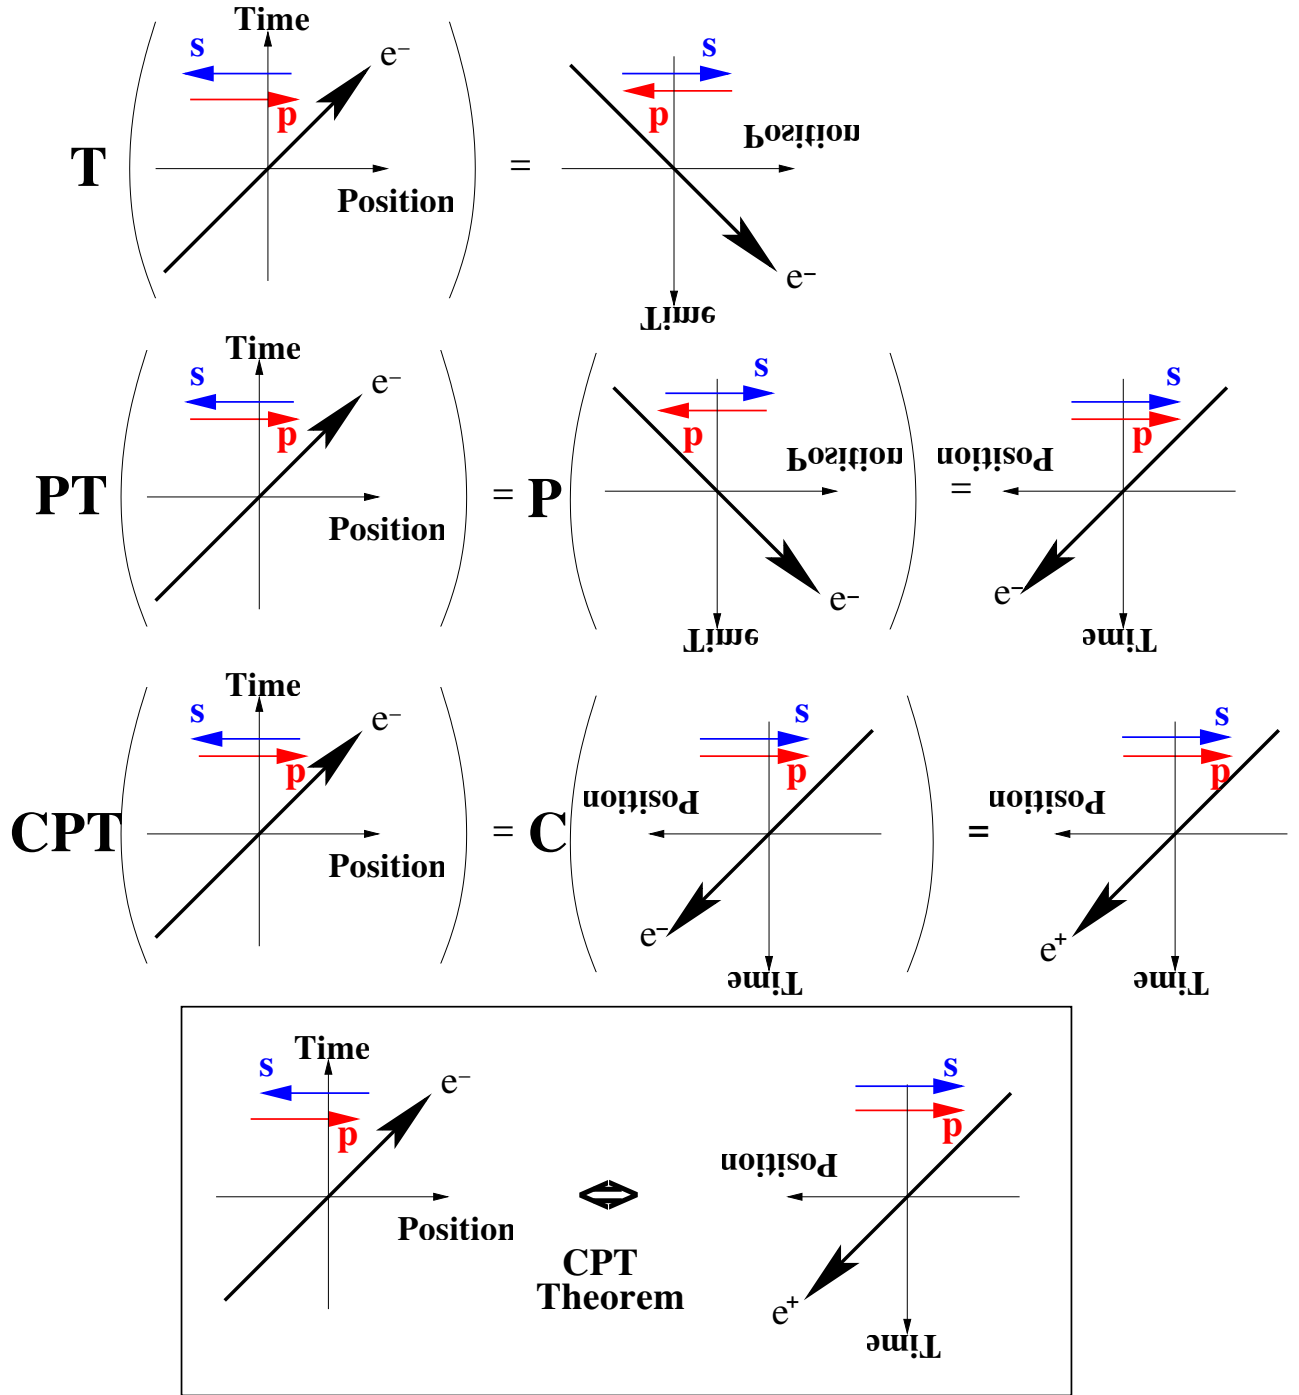 Time
s
e⁻
s
p
p
Position
T
=
Position
e⁻
Time
Time
s
e⁻
s
s
p
p
p
Position
Position
PT
= P
=
Position
e⁻
e⁻
Time
Time
Time
s
e⁻
s
s
p
p
p
Position
Position
CPT
= C
=
Position
e⁻
e⁺
Time
Time
Time
s
e⁻
s
p
p
Position
Position
CPT
Theorem
e⁺
Time